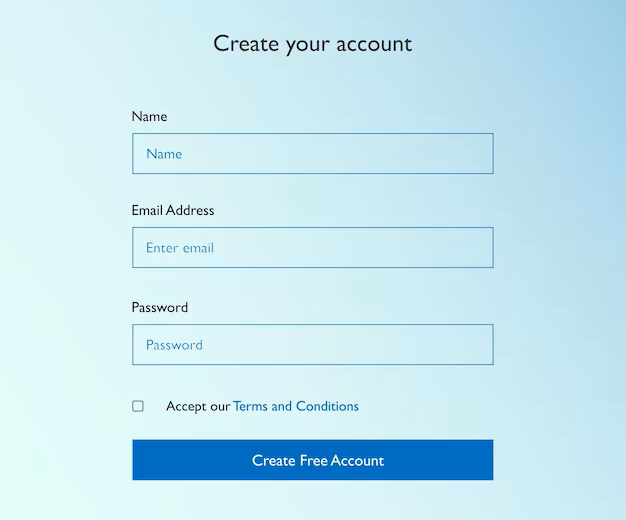 Create your account
Name
Name
Email Address
Enter email
Password
Password
Accept our Terms and Conditions
Create Free Account